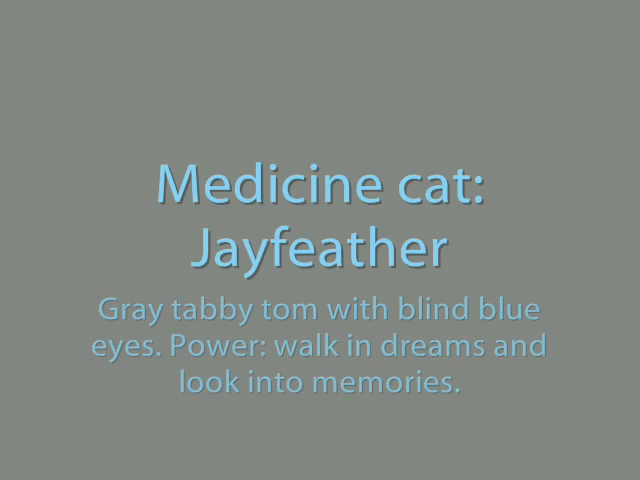 Medicine cat:
Jayfeather
Gray tabby tom with blind blue
eyes. Power: walk in dreams and
look into memories.